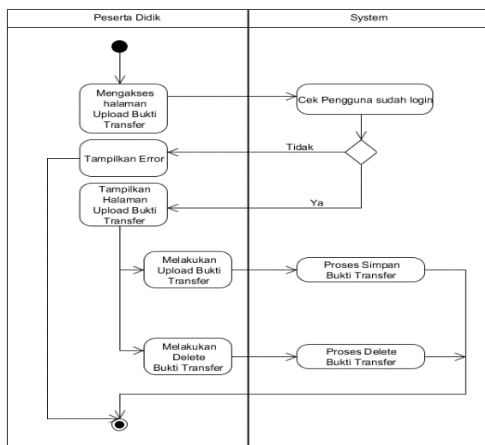 Peserta Didik
System
Mengakses
halaman
Upload Bukti
Transfer
Cek Pengguna sudah login
Tidak
Tampilkan Error
Tampilkan
Halaman
Upload Bukti
Transfer
Ya
Melakukan
Upload Bukti
Transfer
Proses Simpan
Bukti Transfer
Melakukan
Delete
Bukti Transfer
Proses Delete
Bukti Transfer